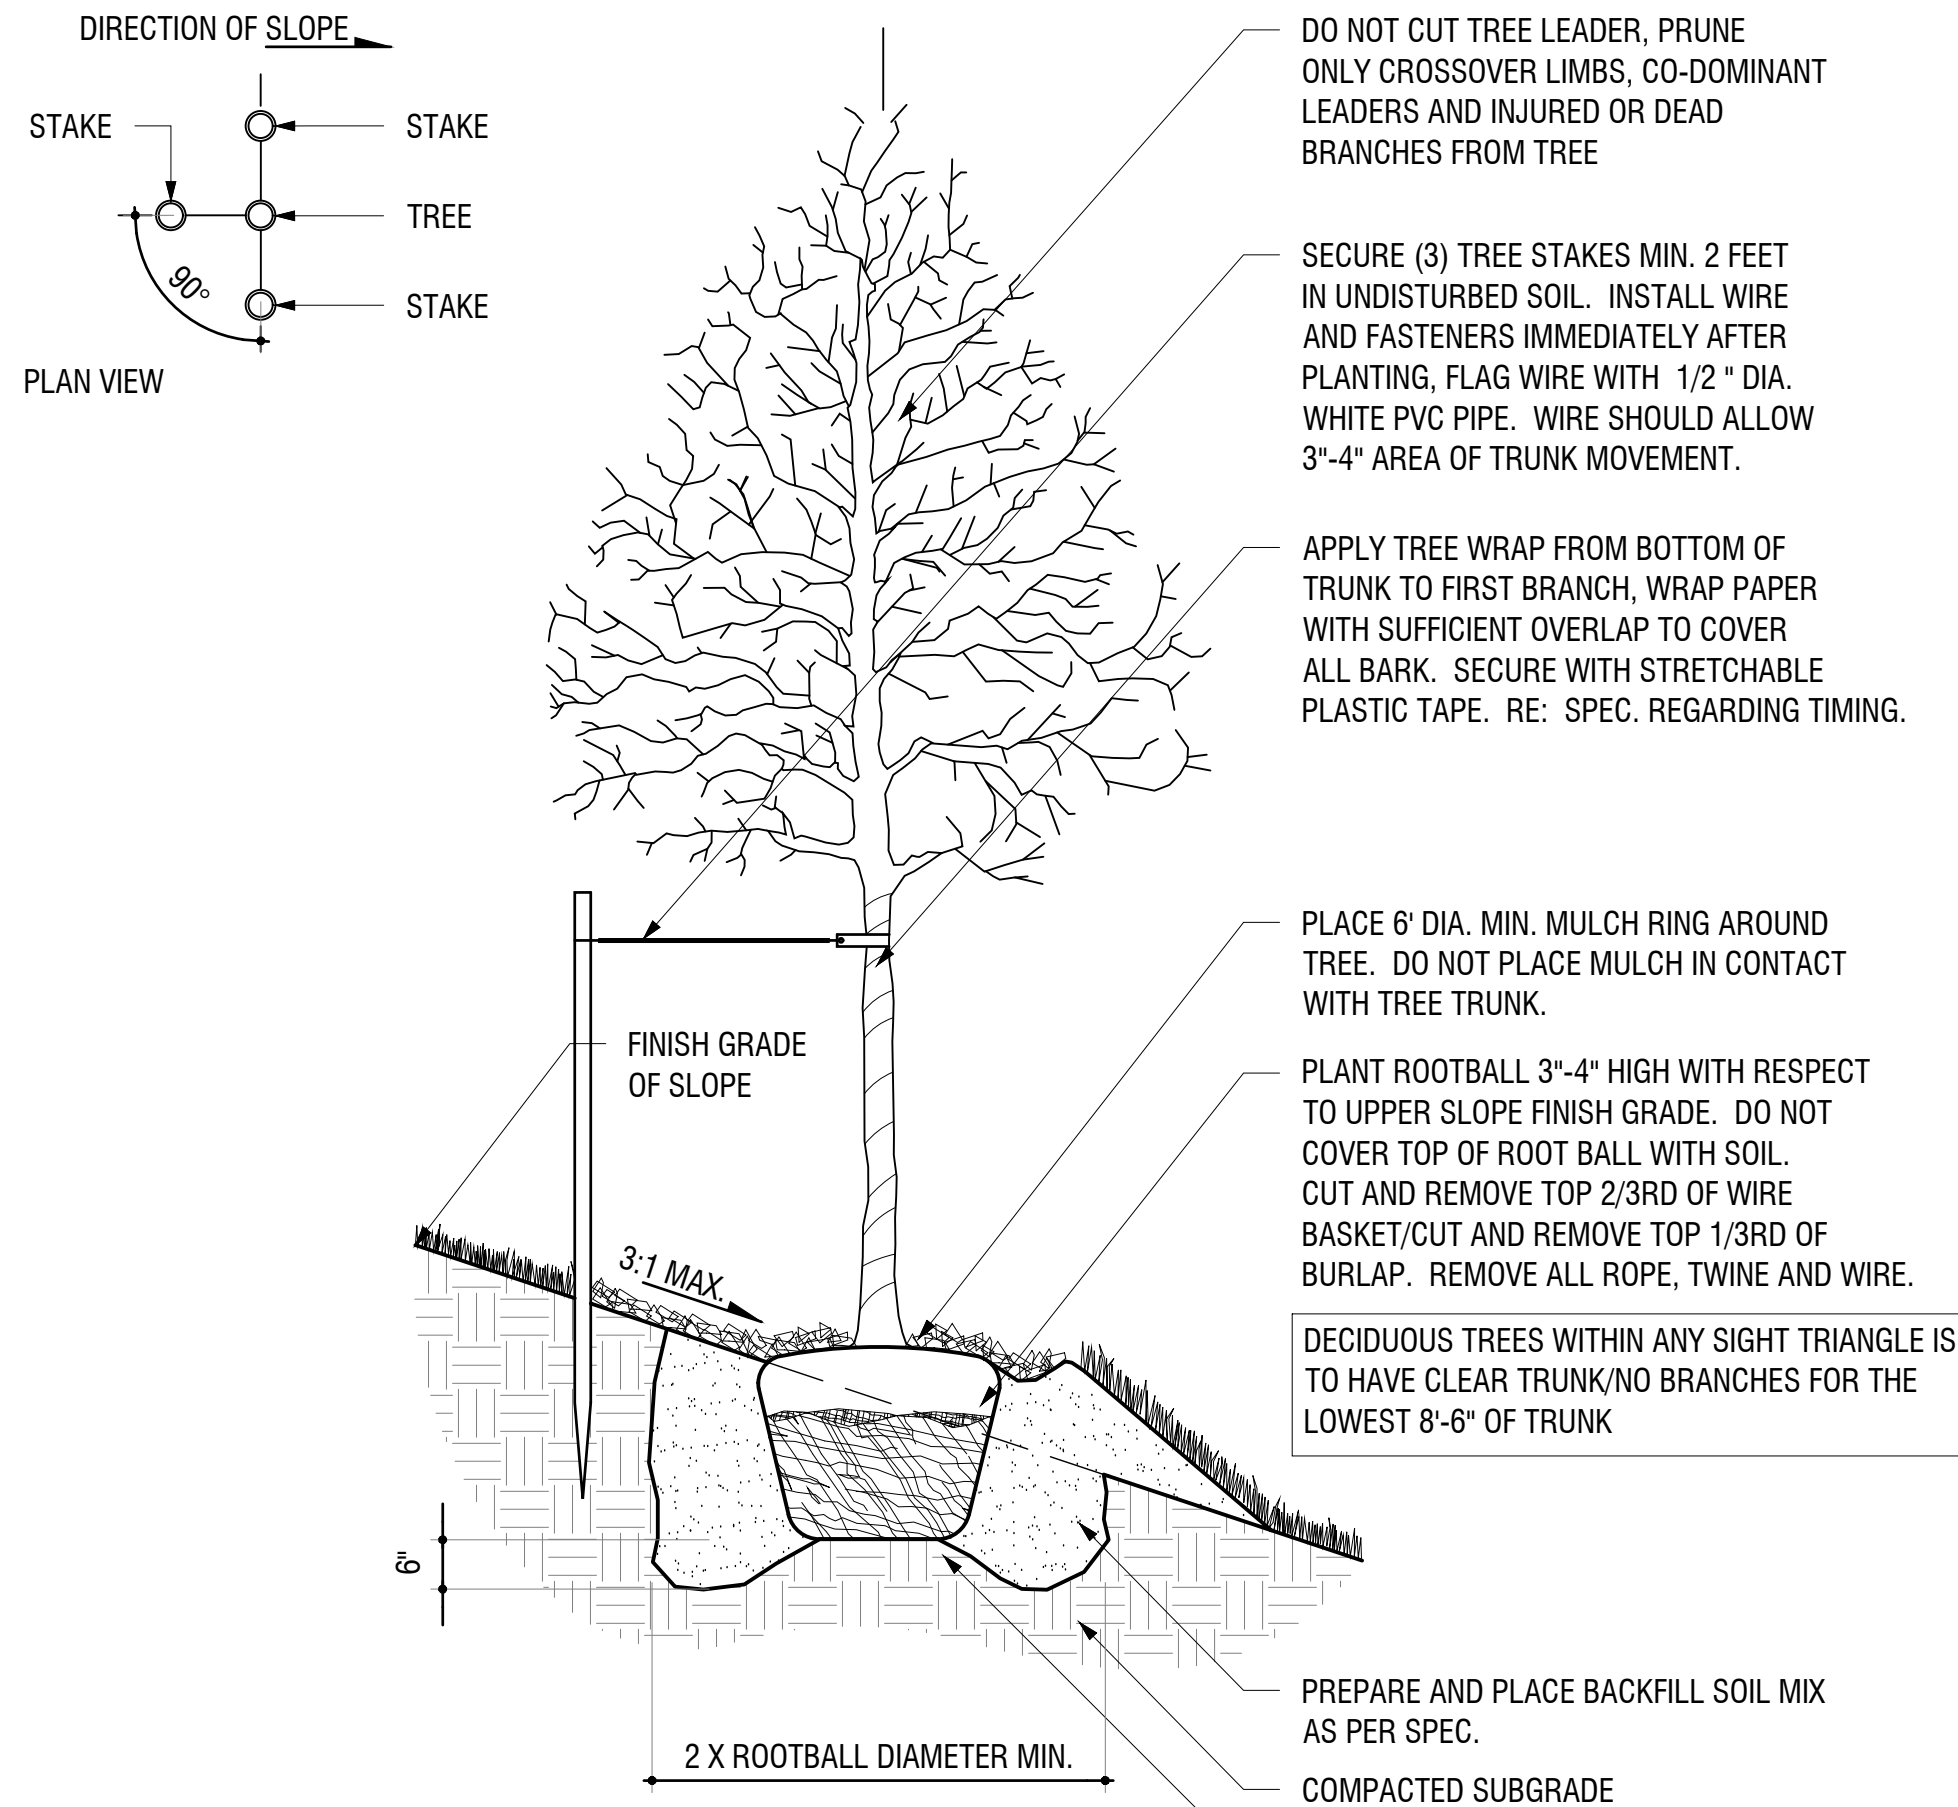 DIRECTION OF SLOPE
STAKE
STAKE
TREE
90°
STAKE
PLAN VIEW
DO NOT CUT TREE LEADER, PRUNE
ONLY CROSSOVER LIMBS, CO-DOMINANT
LEADERS AND INJURED OR DEAD
BRANCHES FROM TREE
SECURE (3) TREE STAKES MIN. 2 FEET
IN UNDISTURBED SOIL. INSTALL WIRE
AND FASTENERS IMMEDIATELY AFTER
PLANTING, FLAG WIRE WITH 1/2 " DIA.
WHITE PVC PIPE. WIRE SHOULD ALLOW
3"-4" AREA OF TRUNK MOVEMENT.
APPLY TREE WRAP FROM BOTTOM OF
TRUNK TO FIRST BRANCH, WRAP PAPER
WITH SUFFICIENT OVERLAP TO COVER
ALL BARK. SECURE WITH STRETCHABLE
PLASTIC TAPE. RE: SPEC. REGARDING TIMING.
PLACE 6' DIA. MIN. MULCH RING AROUND
TREE. DO NOT PLACE MULCH IN CONTACT
WITH TREE TRUNK.
FINISH GRADE
OF SLOPE
PLANT ROOTBALL 3"-4" HIGH WITH RESPECT
TO UPPER SLOPE FINISH GRADE. DO NOT
COVER TOP OF ROOT BALL WITH SOIL.
CUT AND REMOVE TOP 2/3RD OF WIRE
BASKET/CUT AND REMOVE TOP 1/3RD OF
BURLAP. REMOVE ALL ROPE, TWINE AND WIRE.
3:1 MAX.
DECIDUOUS TREES WITHIN ANY SIGHT TRIANGLE IS
TO HAVE CLEAR TRUNK/NO BRANCHES FOR THE
LOWEST 8'-6" OF TRUNK
6"
PREPARE AND PLACE BACKFILL SOIL MIX
AS PER SPEC.
2 X ROOTBALL DIAMETER MIN.
COMPACTED SUBGRADE